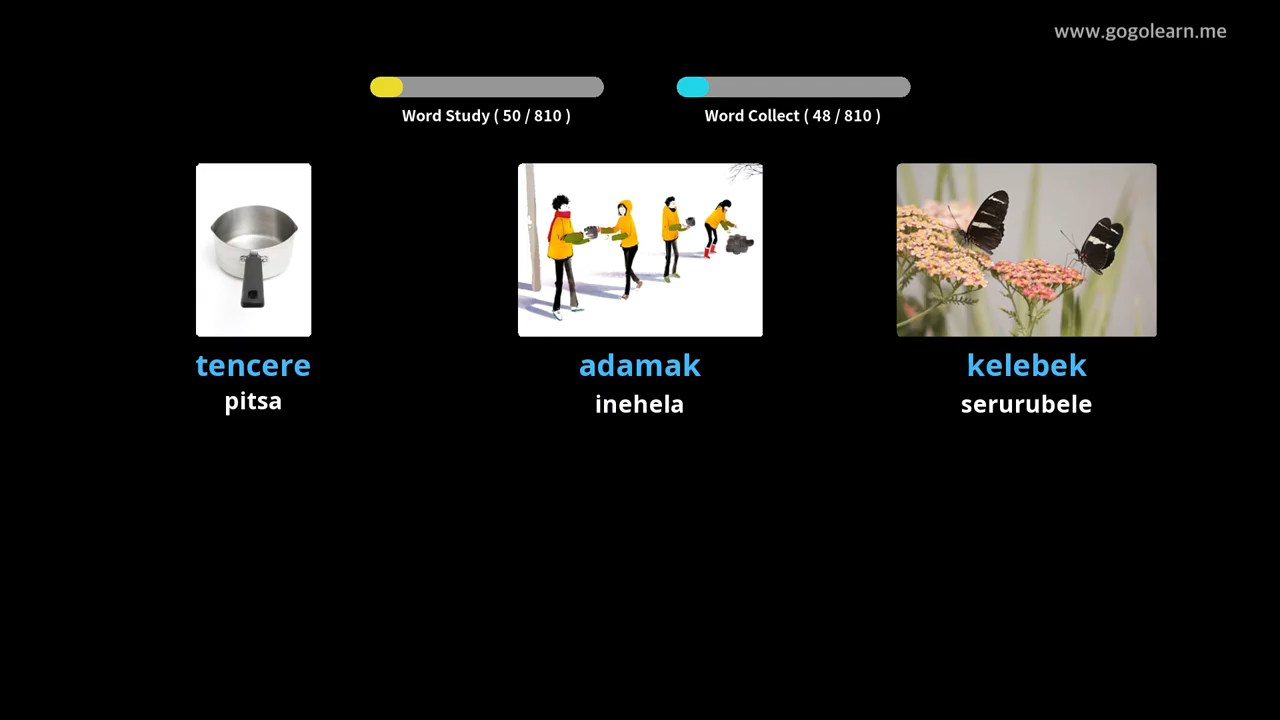 www.gogolearn.me
Word Study ( 50 / 810 )
Word Collect ( 48 / 810 )
tencere
pitsa
adamak
inehela
kelebek
serurubele